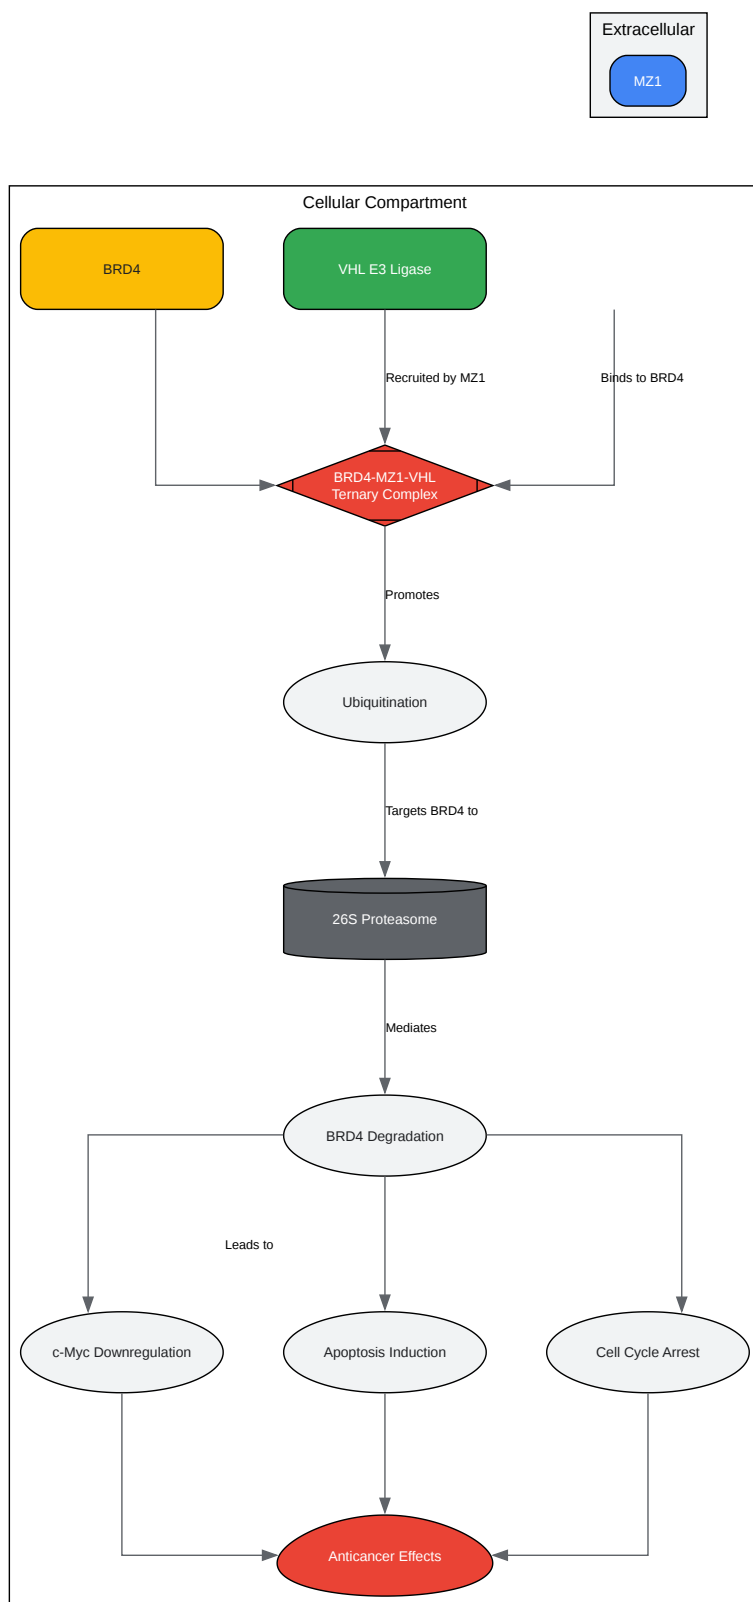 Extracellular
MZ1
Cellular Compartment
BRD4
VHL E3 Ligase
Recruited by MZ1
Binds to BRD4
BRD4-MZ1-VHL
Ternary Complex
Promotes
Ubiquitination
Targets BRD4 to
26S Proteasome
Mediates
BRD4 Degradation
Leads to
c-Myc Downregulation
Apoptosis Induction
Cell Cycle Arrest
Anticancer Effects